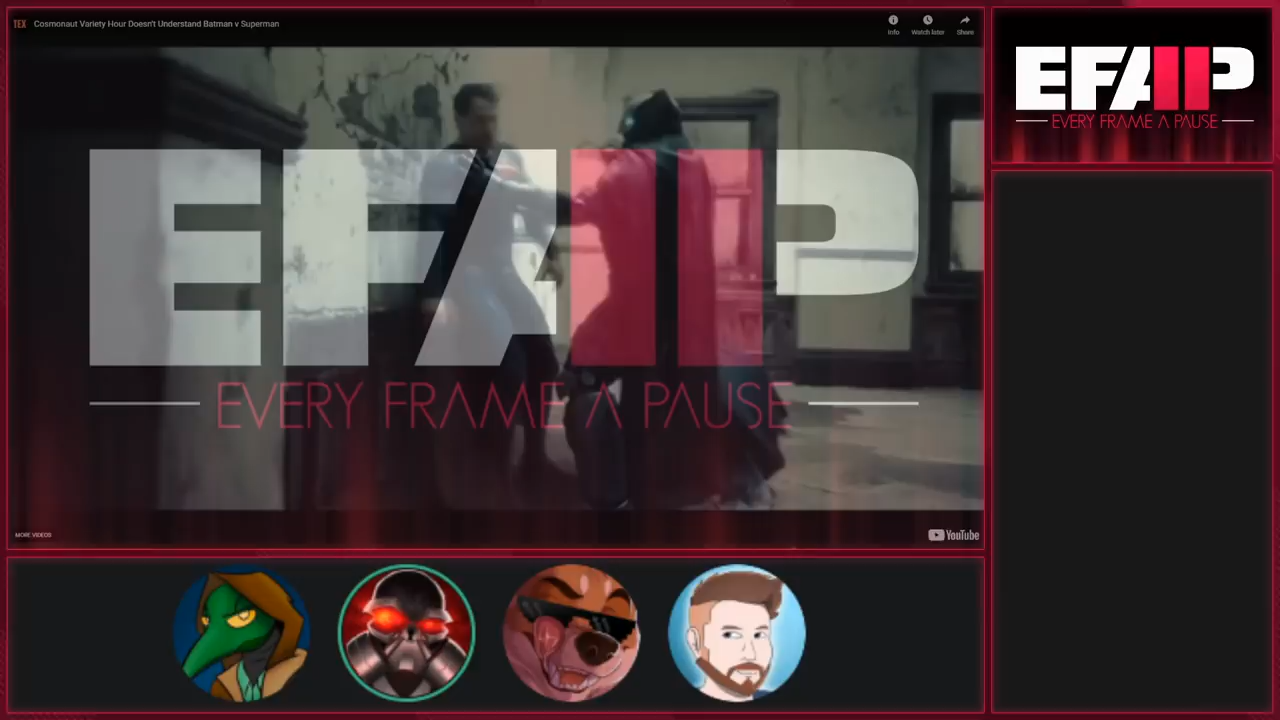 TEX Cosmonaut Variety Hour Doesn't Understand Batman v Superman
Info
Watch later
Share
EFAP
EVERY FRAME A PAUSE
MORE VIDEOS
YouTube
EFAP
EVERY FRAME A PAUSE